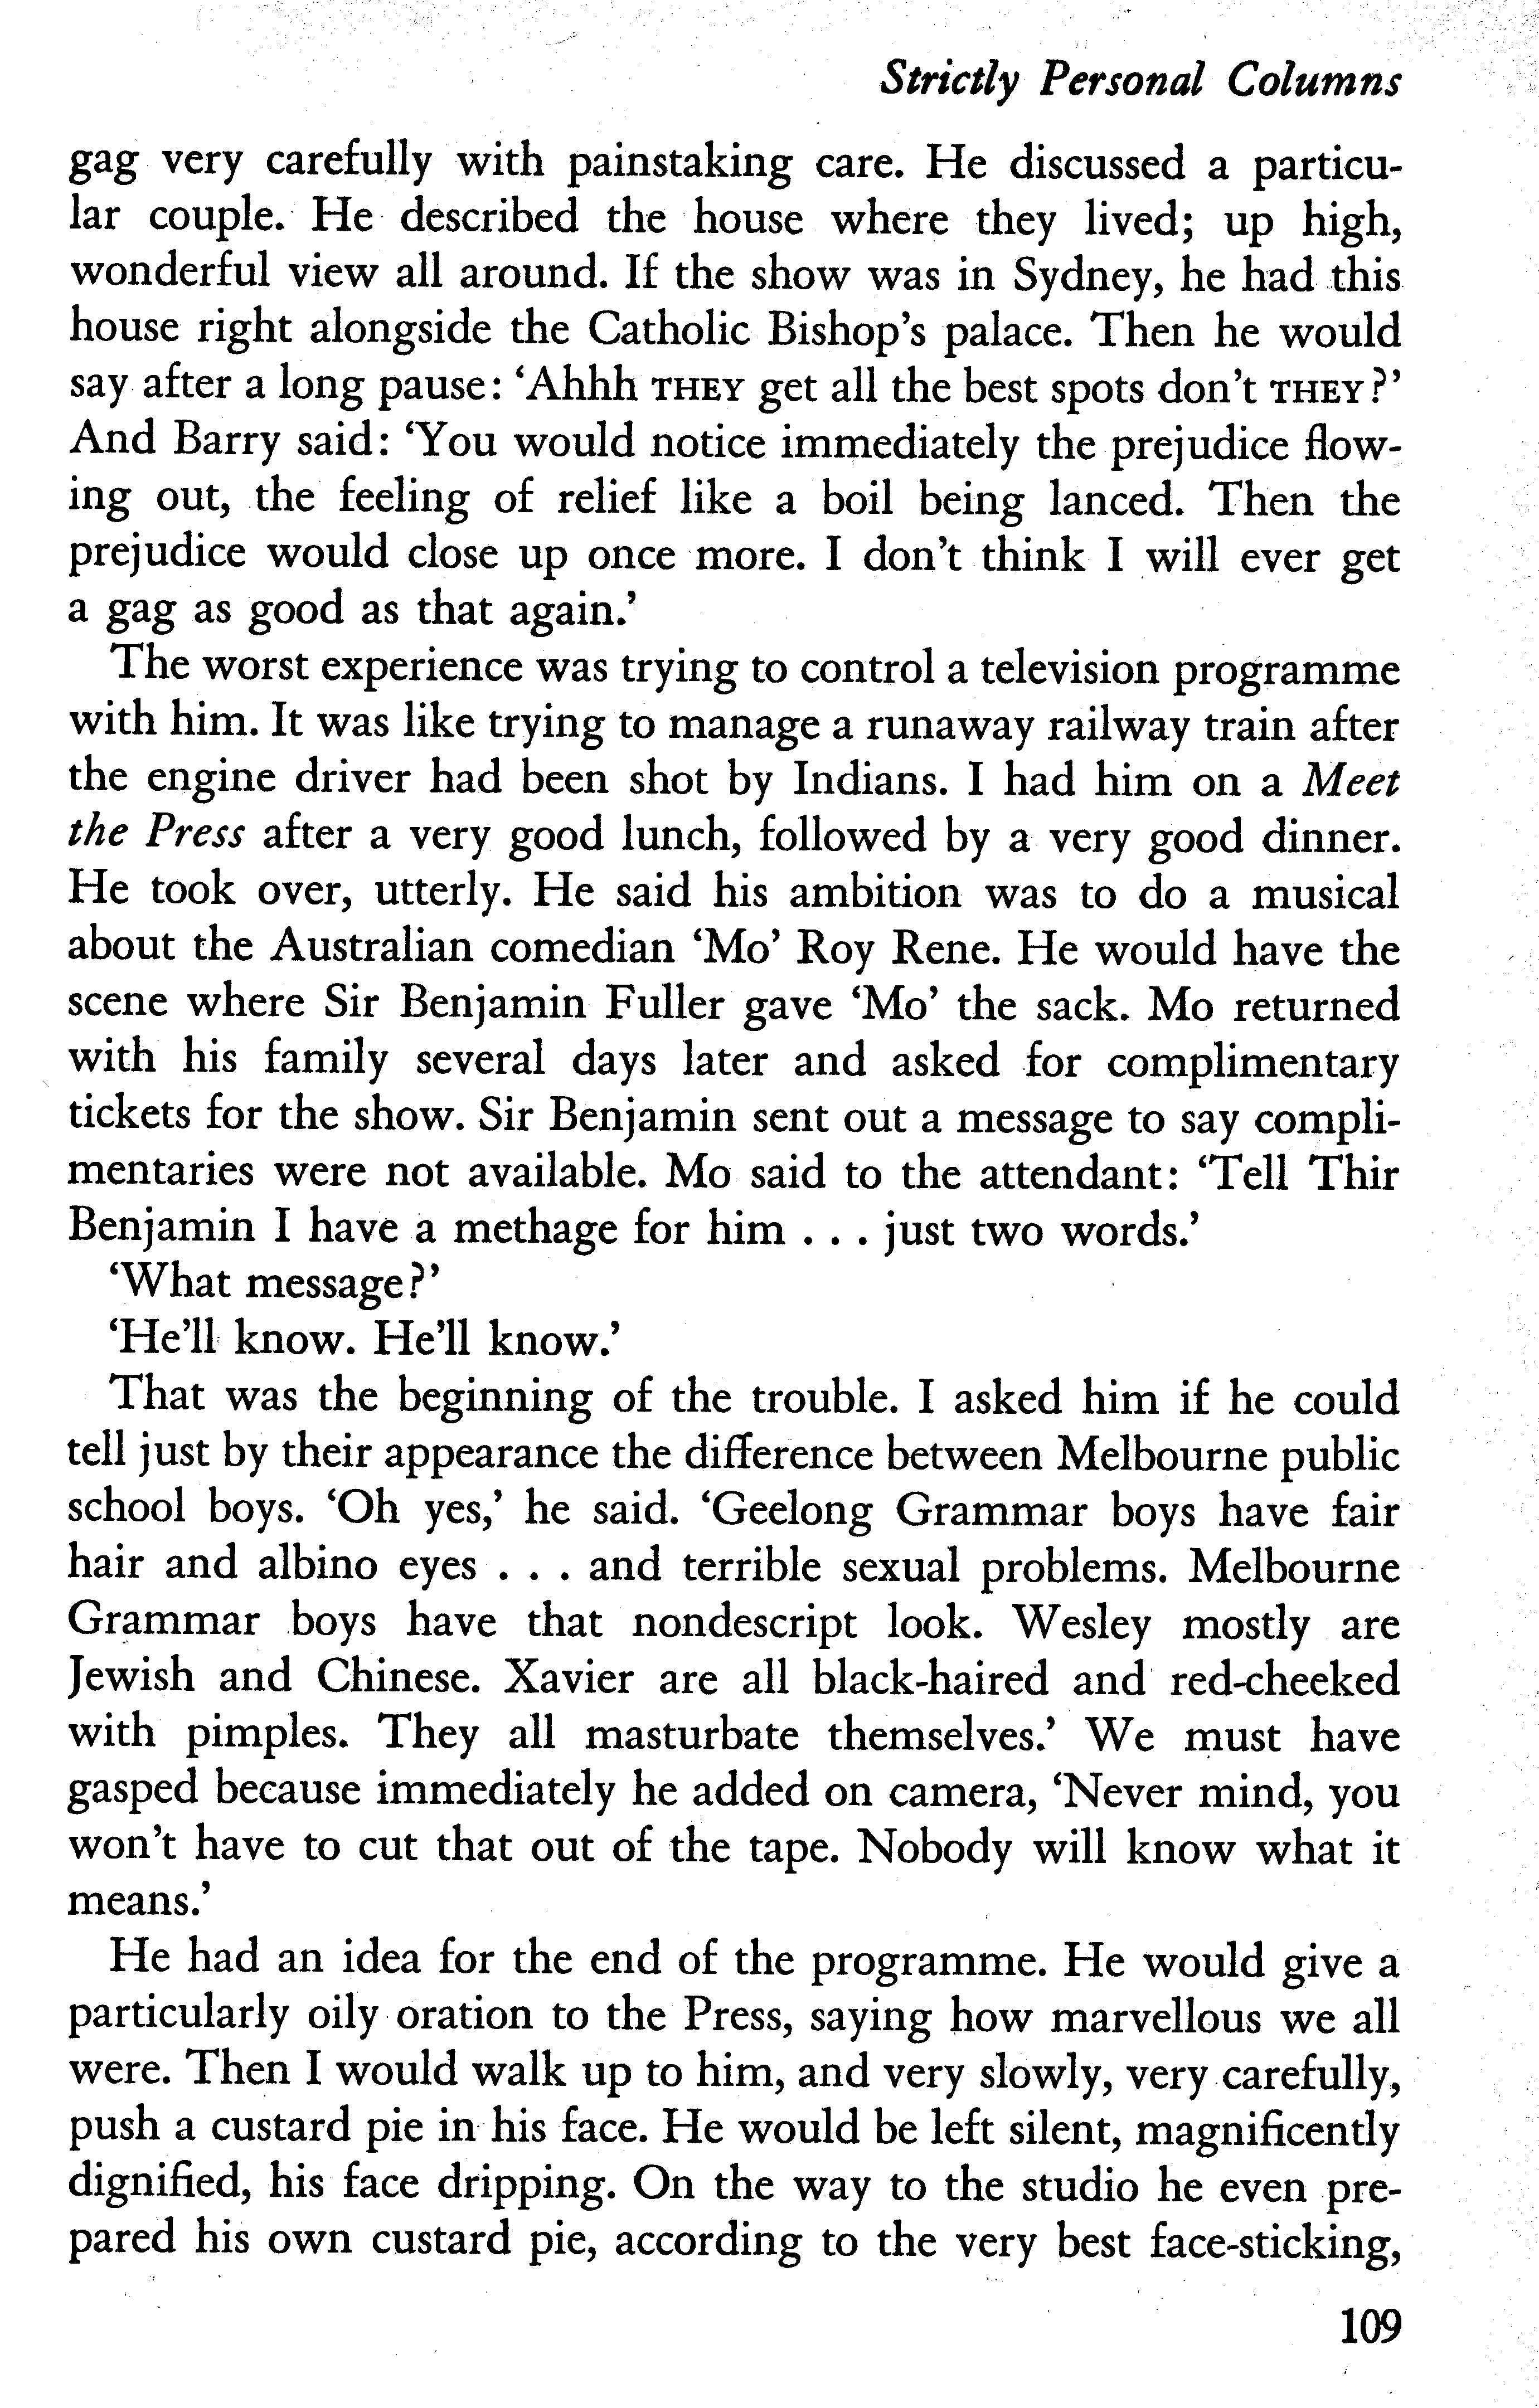 Strictly Personal Columns
gag very carefully with painstaking care. He discussed a particu-
lar couple. He described the house where they lived; up high,
wonderful view all around. If the show was in Sydney, he had this
house right alongside the Catholic Bishop's palace. Then he would
say after a long pause: ‘Ahhh THEY get all the best spots don't THEY?’
And Barry said: ‘You would notice immediately the prejudice flow-
ing out, the feeling of relief like a boil being lanced. Then the
prejudice would close up once more. I don't think I will ever get
a gag as good as that again.’
The worst experience was trying to control a television programme
with him. It was like trying to manage a runaway railway train after
the engine driver had been shot by Indians. I had him on a Meet
the Press after a very good lunch, followed by a very good dinner.
He took over, utterly. He said his ambition was to do a musical
about the Australian comedian ‘Mo’ Roy Rene. He would have the
scene where Sir Benjamin Fuller gave ‘Mo’ the sack. Mo returned
with his family several days later and asked for complimentary
tickets for the show. Sir Benjamin sent out a message to say compli-
mentaries were not available. Mo said to the attendant: ‘Tell Thir
Benjamin I have a methage for him . . . just two words.’
‘What message?’
‘He'll know. He'll know.’
That was the beginning of the trouble. I asked him if he could
tell just by their appearance the difference between Melbourne public
school boys. ‘Oh yes,’ he said. ‘Geelong Grammar boys have fair
hair and albino eyes . . . and terrible sexual problems. Melbourne
Grammar boys have that nondescript look. Wesley mostly are
Jewish and Chinese. Xavier are all black-haired and red-cheeked
with pimples. They all masturbate themselves.’ We must have
gasped because immediately he added on camera, ‘Never mind, you
won't have to cut that out of the tape. Nobody will know what it
means.’
He had an idea for the end of the programme. He would give a
particularly oily oration to the Press, saying how marvellous we all
were. Then I would walk up to him, and very slowly, very carefully,
push a custard pie in his face. He would be left silent, magnificently
dignified, his face dripping. On the way to the studio he even pre-
pared his own custard pie, according to the very best face-sticking,
109